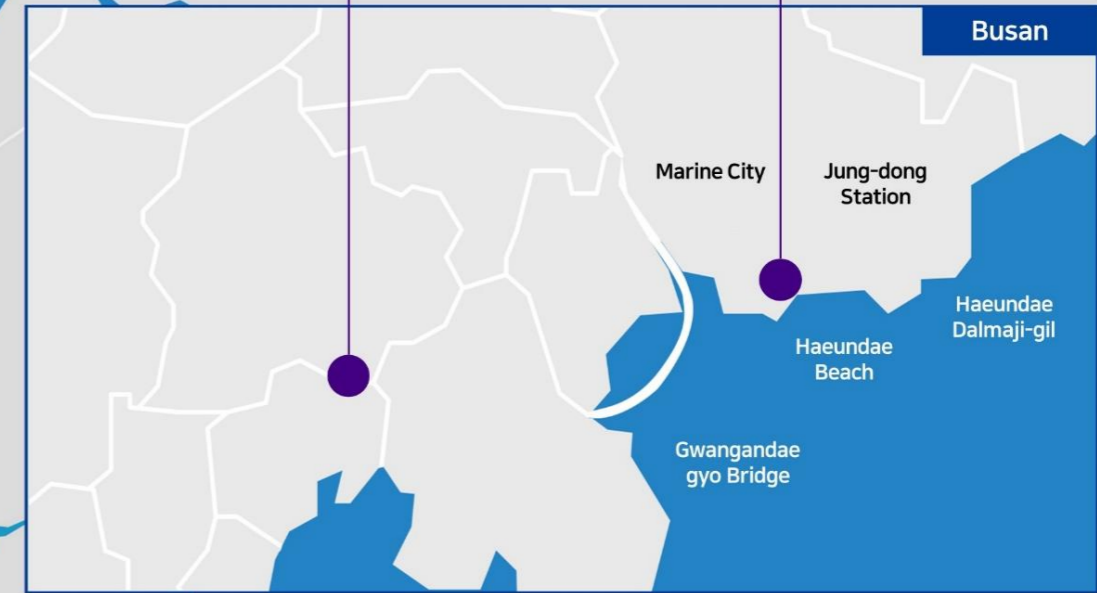 Busan
Marine City
Jung-dong
Station
Haeundae
Dalmaji-gil
Haeundae
Beach
Gwangandae
gyo Bridge